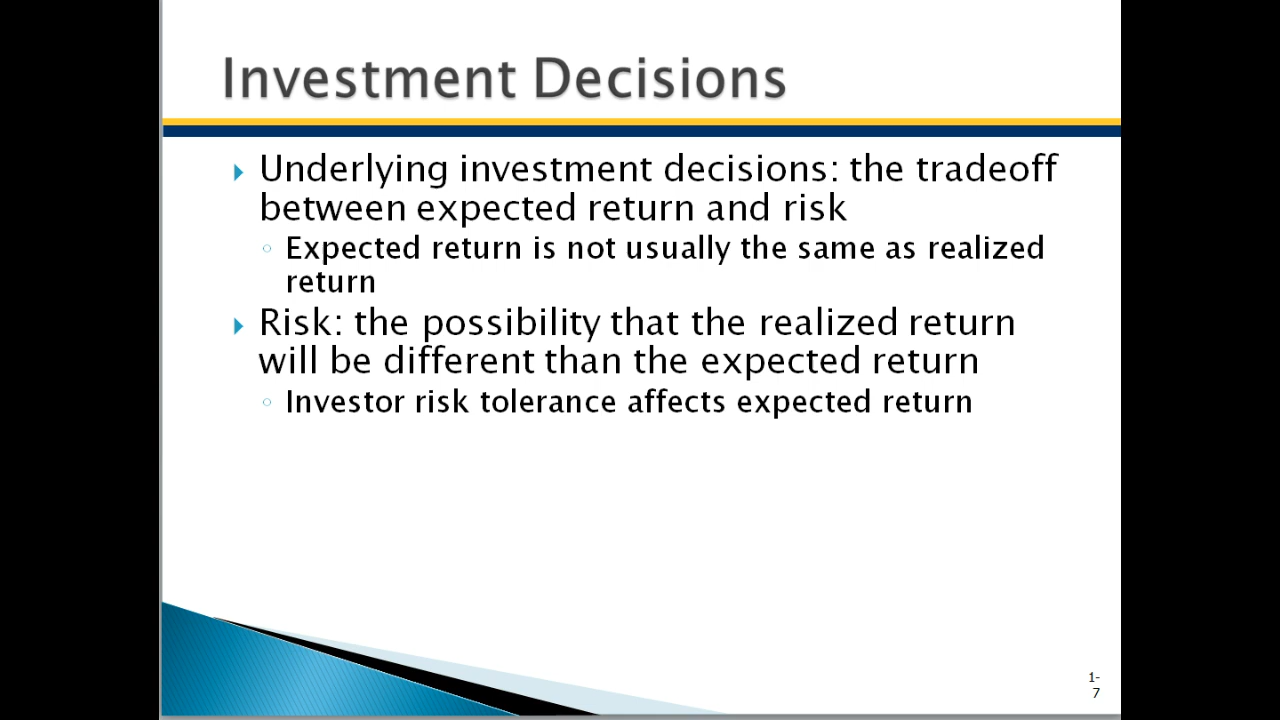 Investment Decisions
Underlying investment decisions: the tradeoff
between expected return and risk
Expected return is not usually the same as realized
return
Risk: the possibility that the realized return
will be different than the expected return
Investor risk tolerance affects expected return
1-
7